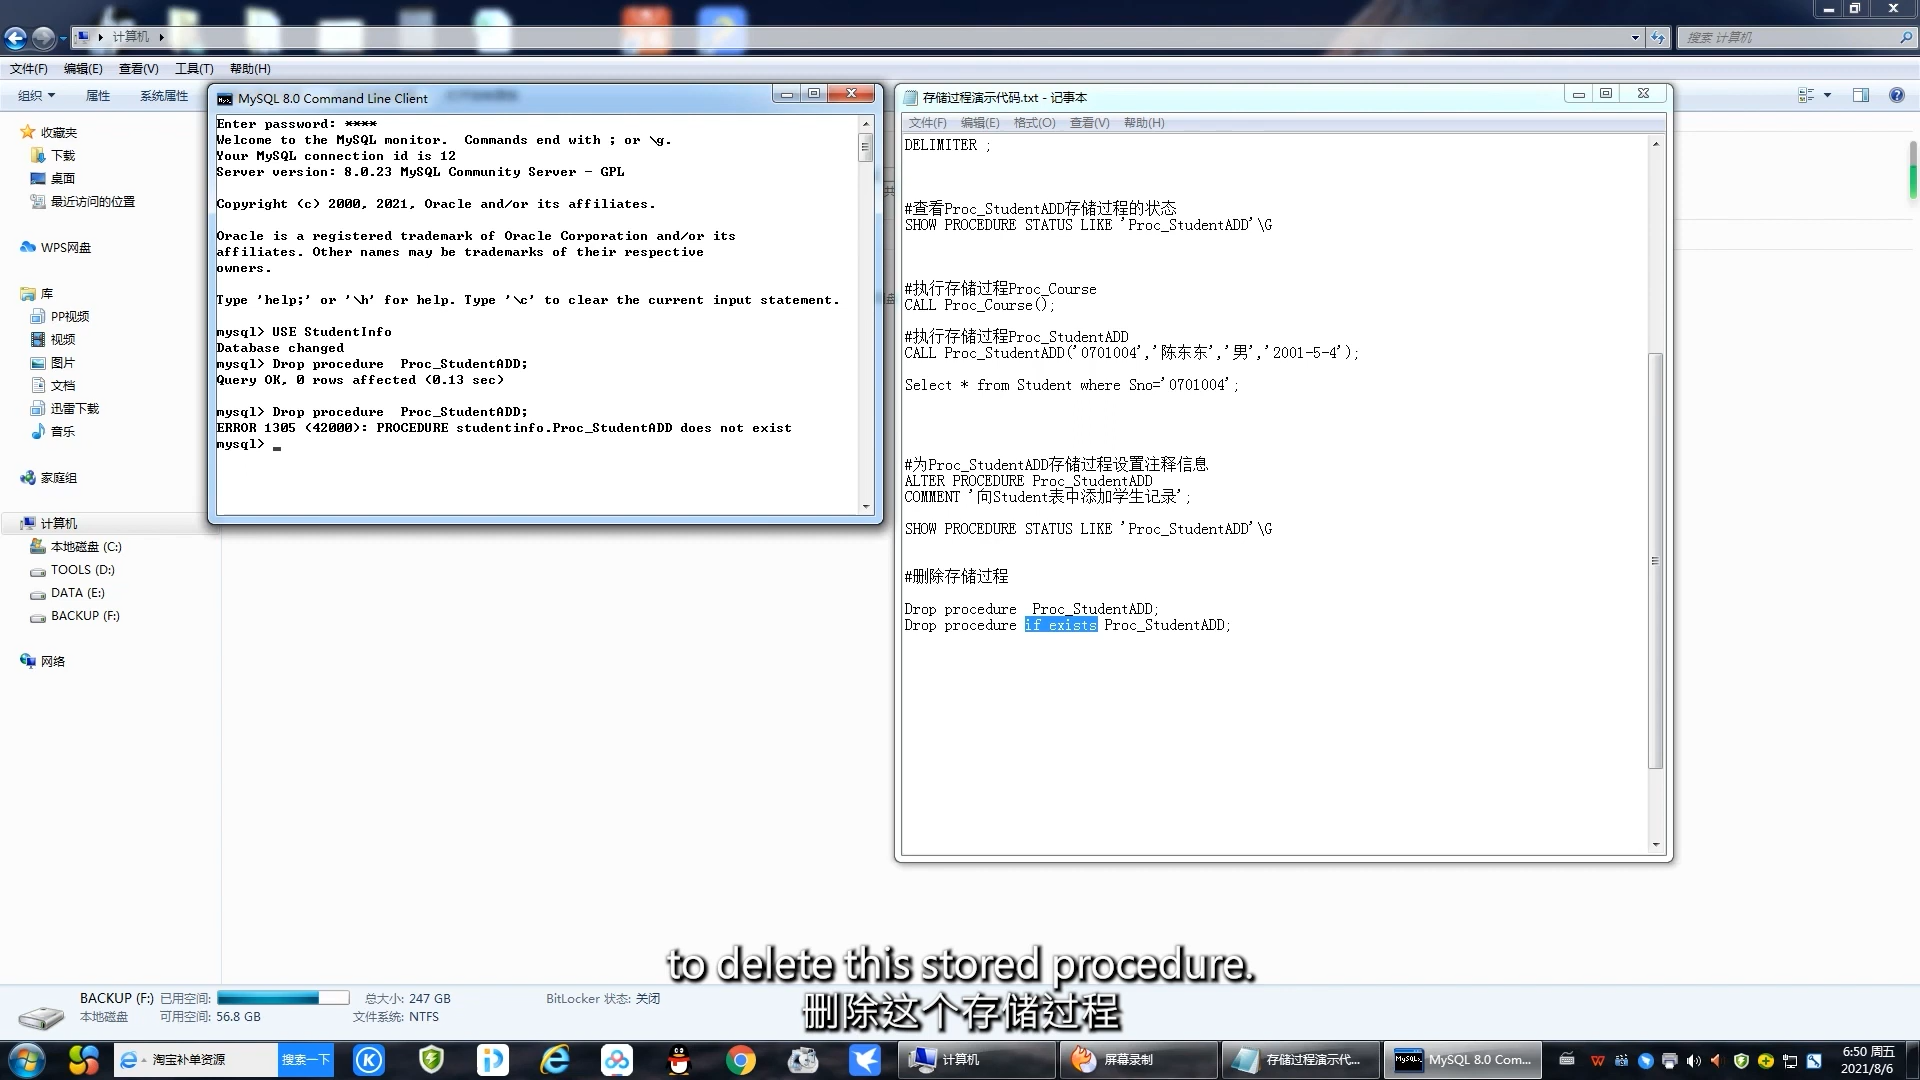 计算机
搜索 计算机
文件(F) 编辑(E) 查看(V) 工具(T) 帮助(H)
组织 属性 系统属性
收藏夹
下载
桌面
最近访问的位置
WPS网盘
库
PP视频
视频
图片
文档
迅雷下载
音乐
家庭组
计算机
本地磁盘 (C:)
TOOLS (D:)
DATA (E:)
BACKUP (F:)
网络
MySQL 8.0 Command Line Client
Enter password: ****
Welcome to the MySQL monitor.  Commands end with ; or \g.
Your MySQL connection id is 12
Server version: 8.0.23 MySQL Community Server - GPL
Copyright (c) 2000, 2021, Oracle and/or its affiliates.
Oracle is a registered trademark of Oracle Corporation and/or its
affiliates. Other names may be trademarks of their respective
owners.
Type 'help;' or '\h' for help. Type '\c' to clear the current input statement.
mysql> USE StudentInfo
Database changed
mysql> Drop procedure  Proc_StudentADD;
Query OK, 0 rows affected (0.13 sec)
mysql> Drop procedure  Proc_StudentADD;
ERROR 1305 (42000): PROCEDURE studentinfo.Proc_StudentADD does not exist
mysql> _
存储过程演示代码.txt - 记事本
文件(F) 编辑(E) 格式(O) 查看(V) 帮助(H)
DELIMITER ;
#查看Proc_StudentADD存储过程的状态
SHOW PROCEDURE STATUS LIKE 'Proc_StudentADD'\G
#执行存储过程Proc_Course
CALL Proc_Course();
#执行存储过程Proc_StudentADD
CALL Proc_StudentADD('0701004','陈东东','男','2001-5-4');
Select * from Student where Sno='0701004';
#为Proc_StudentADD存储过程设置注释信息
ALTER PROCEDURE Proc_StudentADD
COMMENT '向Student表中添加学生记录';
SHOW PROCEDURE STATUS LIKE 'Proc_StudentADD'\G
#删除存储过程
Drop procedure  Proc_StudentADD;
Drop procedure if exists Proc_StudentADD;
to delete this stored procedure.
删除这个存储过程
BACKUP (F:) 已用空间: 总大小: 247 GB BitLocker 状态: 关闭
本地磁盘 可用空间: 56.8 GB 文件系统: NTFS
淘宝补单资源 搜索一下 计算机 屏幕录制 存储过程演示代... MySQL 8.0 Com...
6:50 周五
2021/8/6